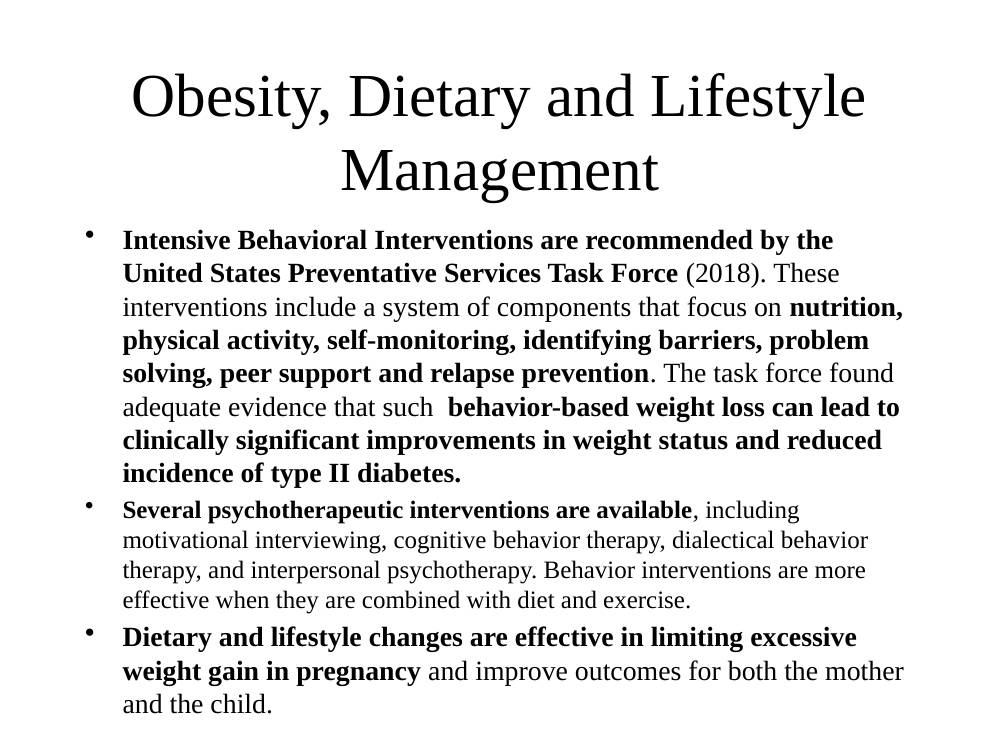 Obesity, Dietary and Lifestyle
Management
• Intensive Behavioral Interventions are recommended by the
United States Preventative Services Task Force (2018). These
interventions include a system of components that focus on nutrition,
physical activity, self-monitoring, identifying barriers, problem
solving, peer support and relapse prevention. The task force found
adequate evidence that such  behavior-based weight loss can lead to
clinically significant improvements in weight status and reduced
incidence of type II diabetes.
• Several psychotherapeutic interventions are available, including
motivational interviewing, cognitive behavior therapy, dialectical behavior
therapy, and interpersonal psychotherapy. Behavior interventions are more
effective when they are combined with diet and exercise.
• Dietary and lifestyle changes are effective in limiting excessive
weight gain in pregnancy and improve outcomes for both the mother
and the child.